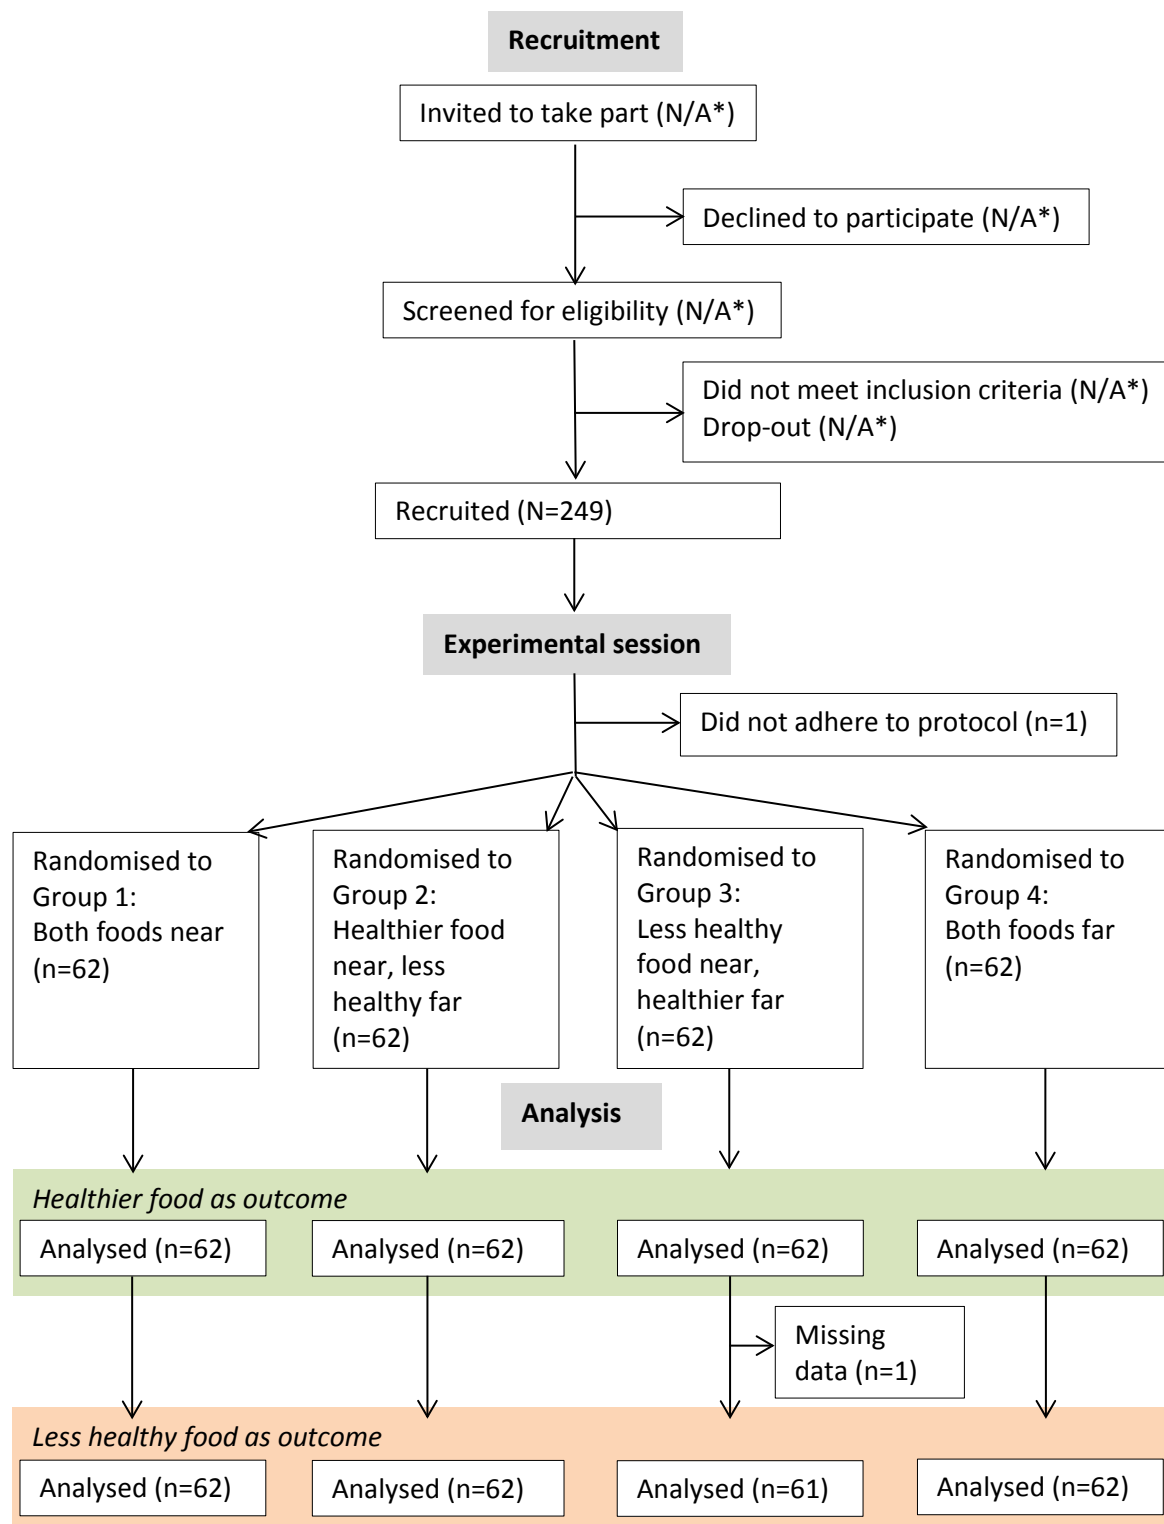 Recruitment
Invited to take part (N/A*)
Declined to participate (N/A*)
Screened for eligibility (N/A*)
Did not meet inclusion criteria (N/A*)
Drop-out (N/A*)
Recruited (N=249)
Experimental session
Did not adhere to protocol (n=1)
Randomised to
Group 1:
Both foods near
(n=62)
Randomised to
Group 2:
Healthier food
near, less
healthy far
(n=62)
Randomised to
Group 3:
Less healthy
food near,
healthier far
(n=62)
Randomised to
Group 4:
Both foods far
(n=62)
Analysis
Healthier food as outcome
Analysed (n=62)
Analysed (n=62)
Analysed (n=62)
Analysed (n=62)
Missing
data (n=1)
Less healthy food as outcome
Analysed (n=62)
Analysed (n=62)
Analysed (n=61)
Analysed (n=62)